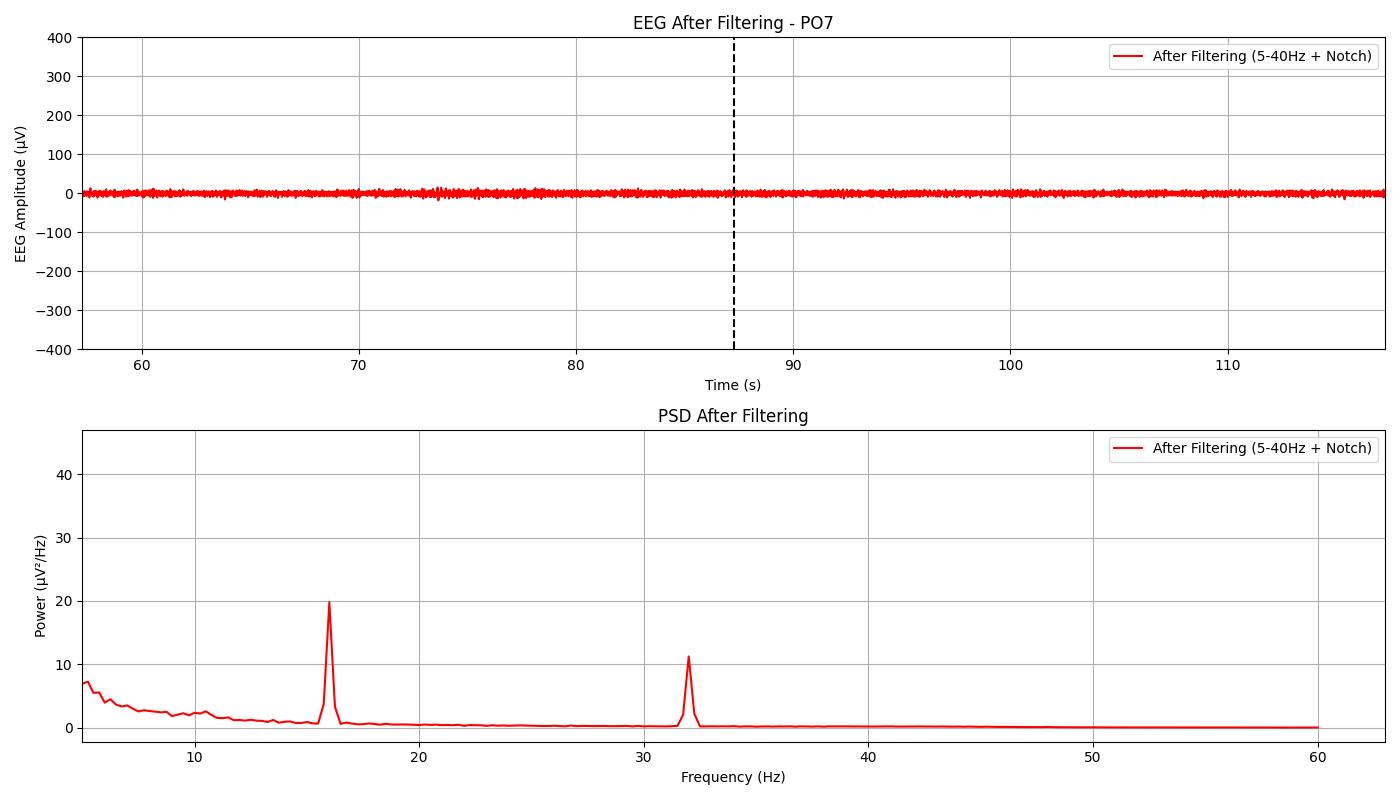 EEG After Filtering - PO7
After Filtering (5-40Hz + Notch)
EEG Amplitude (µV)
400
300
200
100
0
−100
−200
−300
−400
60 70 80 90 100 110
Time (s)
PSD After Filtering
After Filtering (5-40Hz + Notch)
Power (µV²/Hz)
40
30
20
10
0
10 20 30 40 50 60
Frequency (Hz)